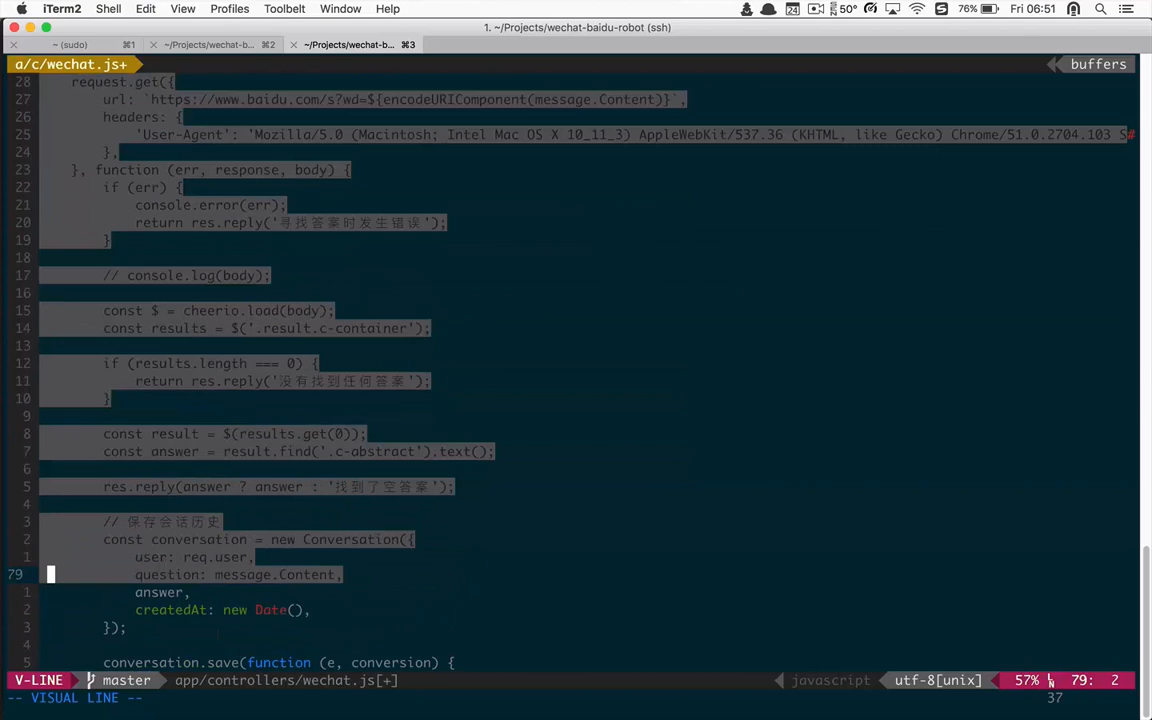 iTerm2 Shell Edit View Profiles Toolbelt Window Help 24 50° 76% Fri 06:51
1. ~/Projects/wechat-baidu-robot (ssh)
~ (sudo) ⌘1 ~/Projects/wechat-b... ⌘2 ~/Projects/wechat-b... ⌘3
a/c/wechat.js+ buffers
28 request.get({
27 url: `https://www.baidu.com/s?wd=${encodeURIComponent(message.Content)}`,
26 headers: {
25 'User-Agent': 'Mozilla/5.0 (Macintosh; Intel Mac OS X 10_11_3) AppleWebKit/537.36 (KHTML, like Gecko) Chrome/51.0.2704.103 S#
24 },
23 }, function (err, response, body) {
22 if (err) {
21 console.error(err);
20 return res.reply('寻找答案时发生错误');
19 }
18
17 // console.log(body);
16
15 const $ = cheerio.load(body);
14 const results = $('.result.c-container');
13
12 if (results.length === 0) {
11 return res.reply('没有找到任何答案');
10 }
9
8 const result = $(results.get(0));
7 const answer = result.find('.c-abstract').text();
6
5 res.reply(answer ? answer : '找到了空答案');
4
3 // 保存会话历史
2 const conversation = new Conversation({
1 user: req.user,
79 question: message.Content,
1 answer,
2 createdAt: new Date(),
3 });
4
5 conversation.save(function (e, conversion) {
V-LINE master app/controllers/wechat.js[+] javascript utf-8[unix] 57% 79: 2
-- VISUAL LINE -- 37